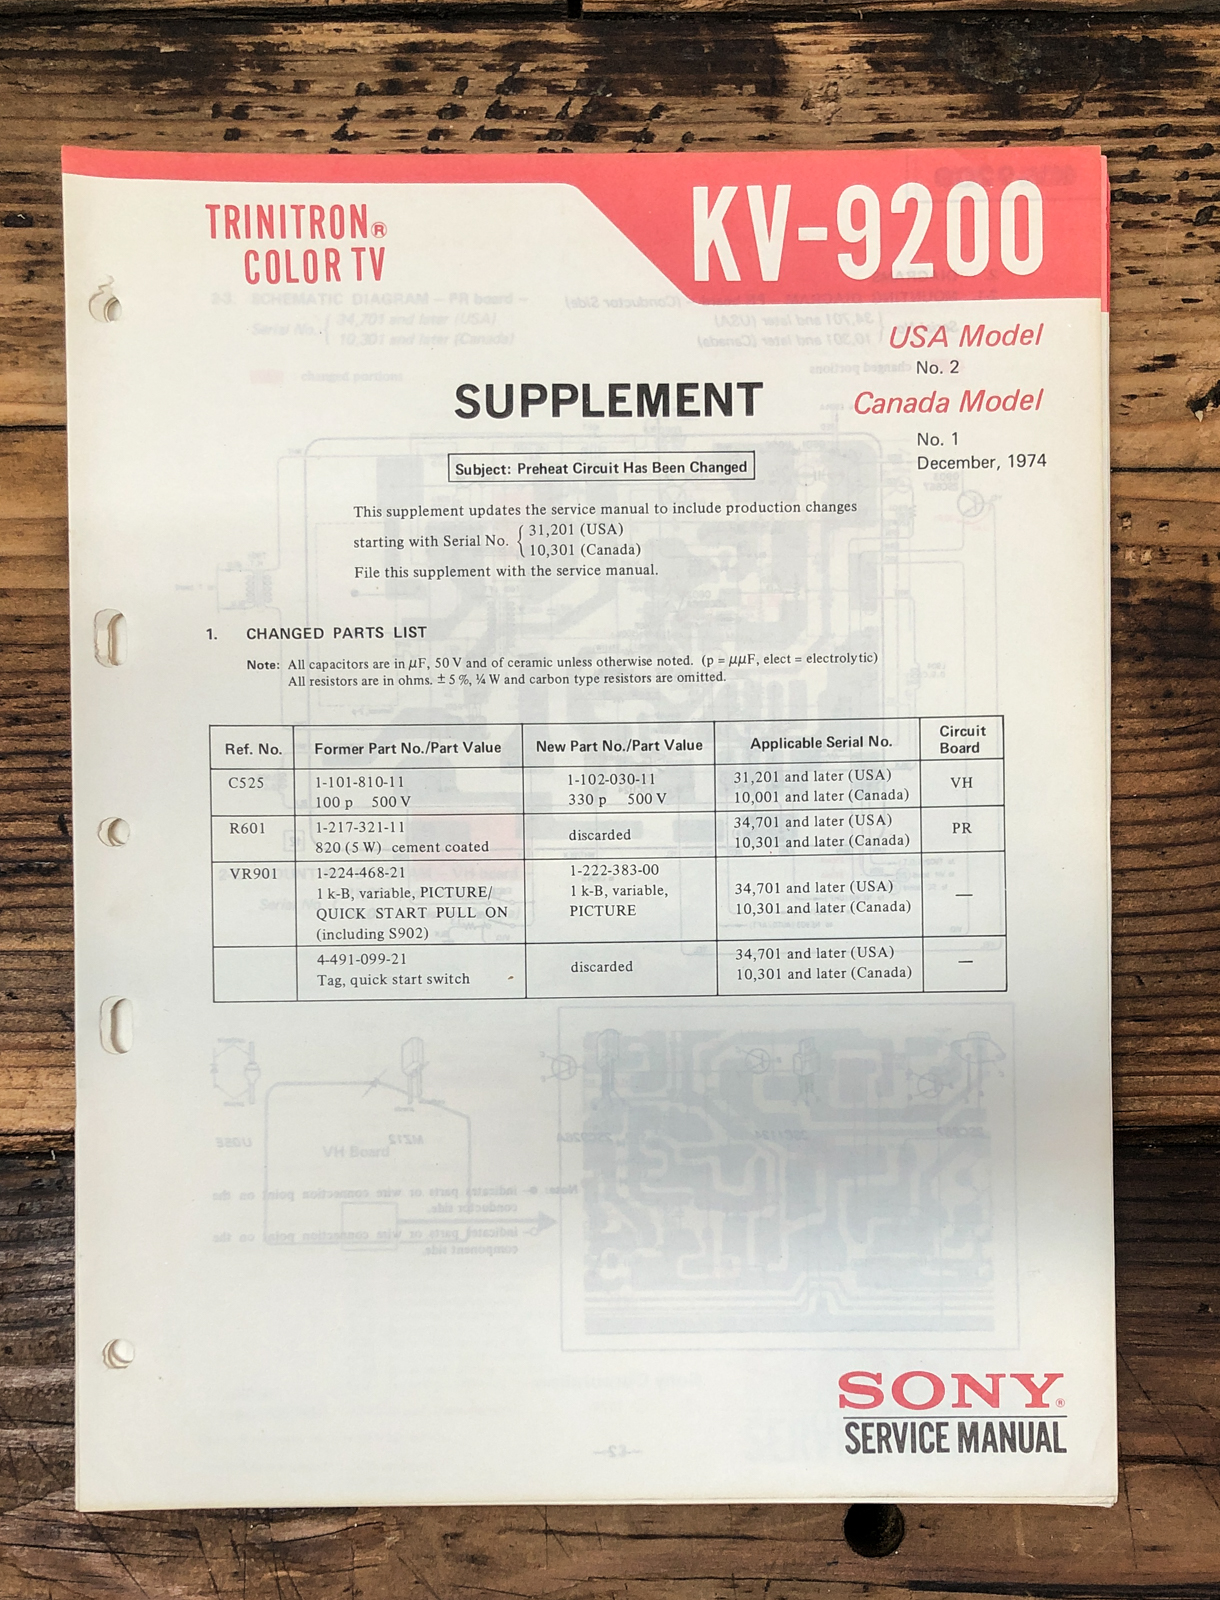 TRINITRON®
COLOR TV
KV-9200
USA Model
No. 2
Canada Model
No. 1
December, 1974
SUPPLEMENT
Subject: Preheat Circuit Has Been Changed
This supplement updates the service manual to include production changes
starting with Serial No. { 31,201 (USA)
10,301 (Canada)
File this supplement with the service manual.
1. CHANGED PARTS LIST
Note: All capacitors are in μF, 50 V and of ceramic unless otherwise noted. (p = μμF, elect = electrolytic)
All resistors are in ohms. ± 5 %, ¼ W and carbon type resistors are omitted.
Ref. No. Former Part No./Part Value New Part No./Part Value Applicable Serial No. Circuit Board
C525 1-101-810-11 1-102-030-11 31,201 and later (USA) VH
100 p 500 V 330 p 500 V 10,001 and later (Canada)
R601 1-217-321-11 discarded 34,701 and later (USA) PR
820 (5 W) cement coated 10,301 and later (Canada)
VR901 1-224-468-21 1-222-383-00
1 k-B, variable, PICTURE/ 1 k-B, variable, 34,701 and later (USA) —
QUICK START PULL ON PICTURE 10,301 and later (Canada)
(including S902)
4-491-099-21 discarded 34,701 and later (USA) —
Tag, quick start switch 10,301 and later (Canada)
SONY®
SERVICE MANUAL